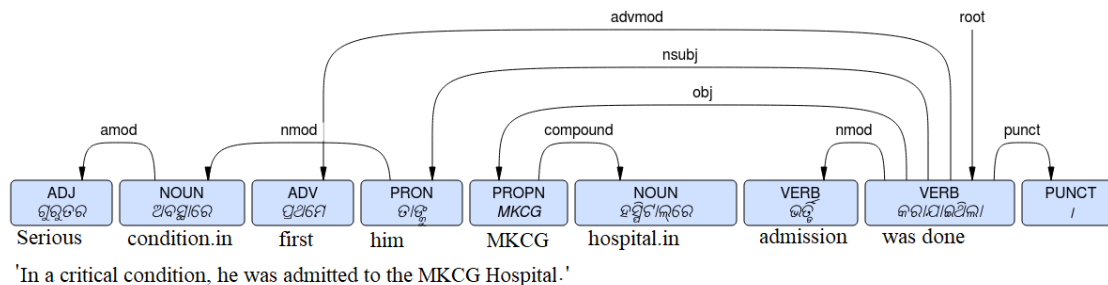 advmod root
nsubj
obj
amod nmod compound nmod punct
ADJ NOUN ADV PRON PROPN NOUN VERB VERB PUNCT
ଗୁରୁତର ଅବସ୍ଥାରେ ପ୍ରଥମେ ତାଙ୍କୁ MKCG ହସ୍ପିଟାଲ୍‌ରେ ଭର୍ତ୍ତି କରାଯାଇଥିଲା ।
Serious condition.in first him MKCG hospital.in admission was done
'In a critical condition, he was admitted to the MKCG Hospital.'